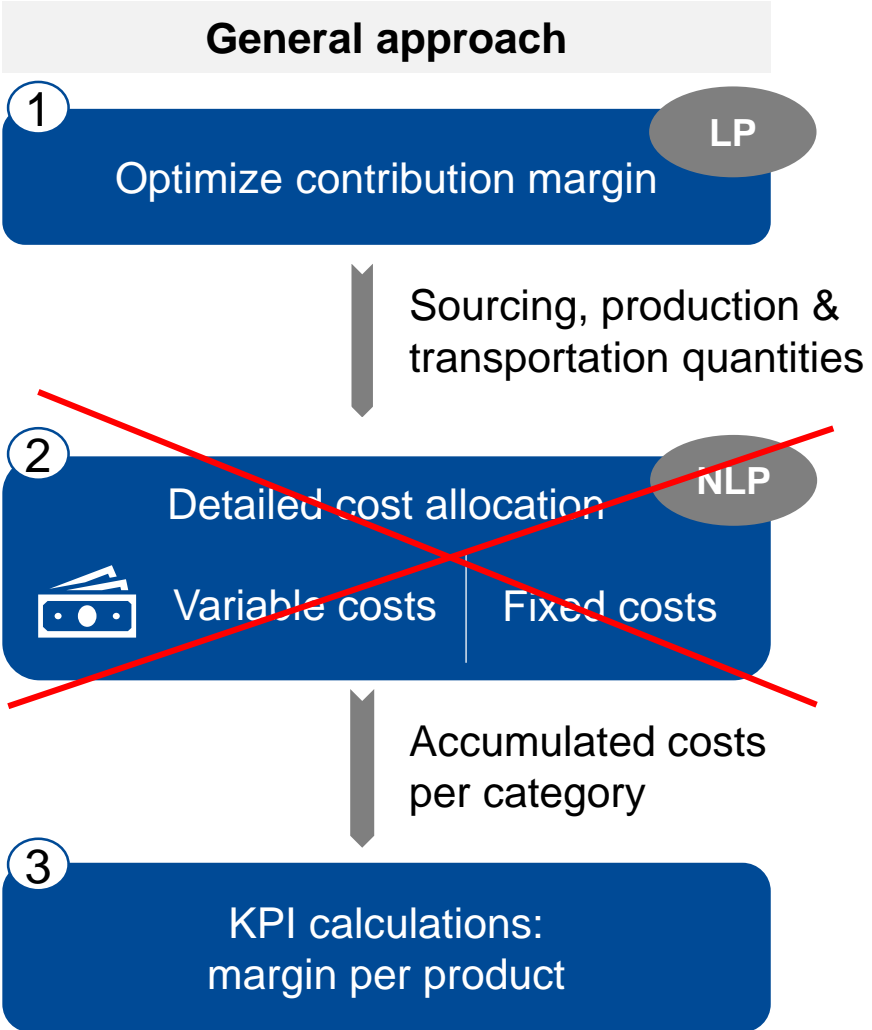 General approach
1
LP
Optimize contribution margin
Sourcing, production &
transportation quantities
2
NLP
Detailed cost allocation
Variable costs
Fixed costs
Accumulated costs
per category
3
KPI calculations:
margin per product